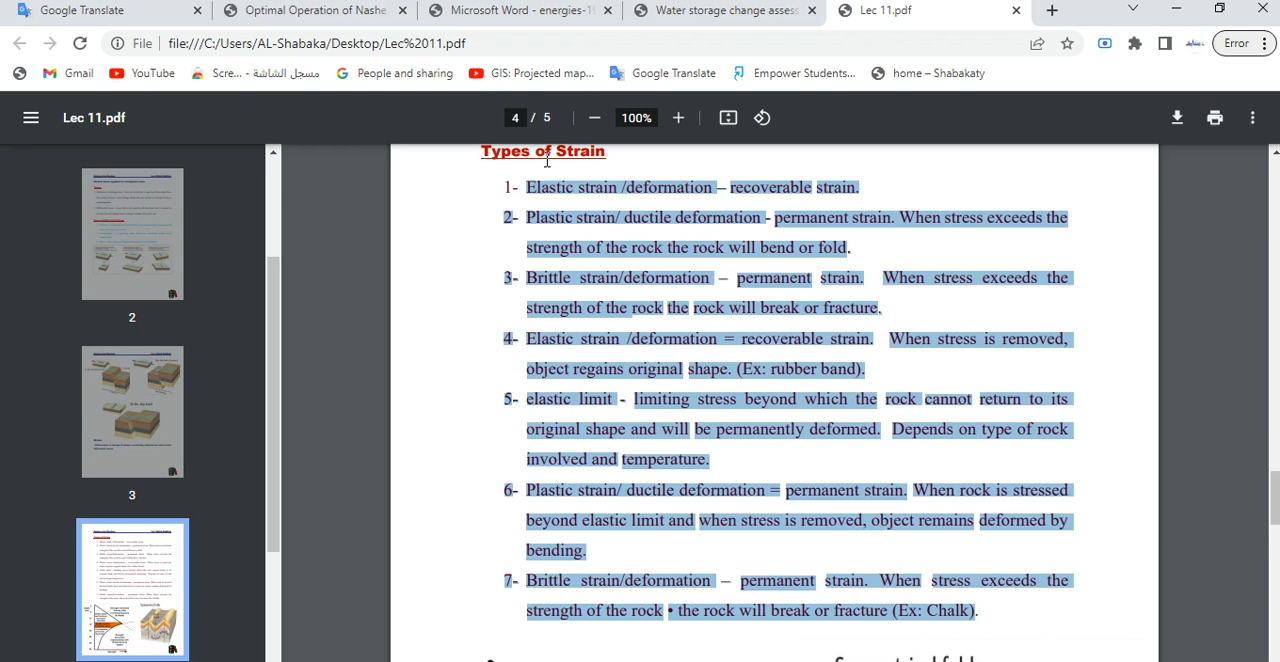 Google Translate
Optimal Operation of Nashe
Microsoft Word - energies-1
Water storage change assess
Lec 11.pdf
File
file:///C:/Users/AL-Shabaka/Desktop/Lec%2011.pdf
Error
Gmail
YouTube
Scre... - مسجل الشاشة
People and sharing
GIS: Projected map...
Google Translate
Empower Students...
home – Shabakaty
Lec 11.pdf
4 / 5
100%
2
3
Types of Strain
1- Elastic strain /deformation – recoverable strain.
2- Plastic strain/ ductile deformation - permanent strain. When stress exceeds the
strength of the rock the rock will bend or fold.
3- Brittle strain/deformation – permanent strain. When stress exceeds the
strength of the rock the rock will break or fracture.
4- Elastic strain /deformation = recoverable strain. When stress is removed,
object regains original shape. (Ex: rubber band).
5- elastic limit - limiting stress beyond which the rock cannot return to its
original shape and will be permanently deformed. Depends on type of rock
involved and temperature.
6- Plastic strain/ ductile deformation = permanent strain. When rock is stressed
beyond elastic limit and when stress is removed, object remains deformed by
bending.
7- Brittle strain/deformation – permanent strain. When stress exceeds the
strength of the rock • the rock will break or fracture (Ex: Chalk).